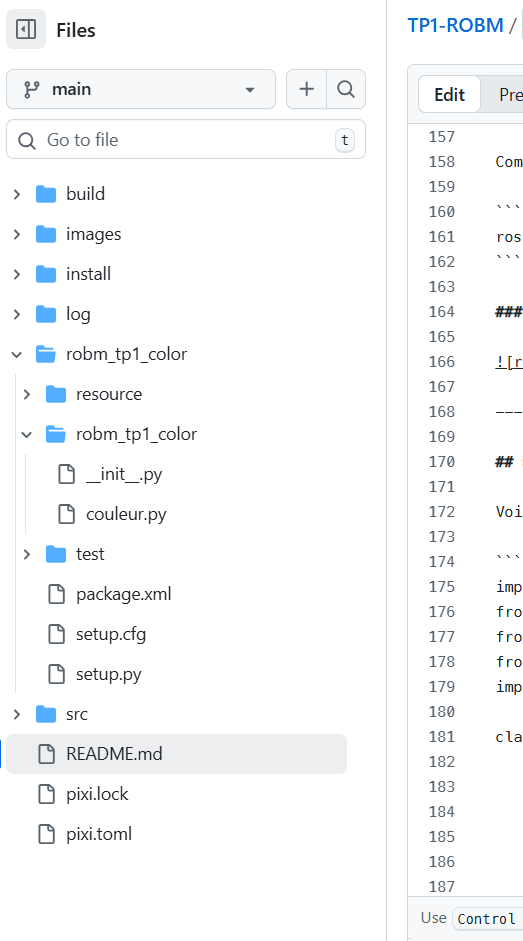 Files
main
Go to file
t
build
images
install
log
robm_tp1_color
resource
robm_tp1_color
__init__.py
couleur.py
test
package.xml
setup.cfg
setup.py
src
README.md
pixi.lock
pixi.toml
TP1-ROBM /
Edit
Pre
157
158 Com
159
160 ```
161 ros
162 ```
163
164 ###
165
166 ![r
167
168 ---
169
170 ##
171
172 Voi
173
174 ```
175 imp
176 fro
177 fro
178 fro
179 imp
180
181 cla
182
183
184
185
186
187
Use Control